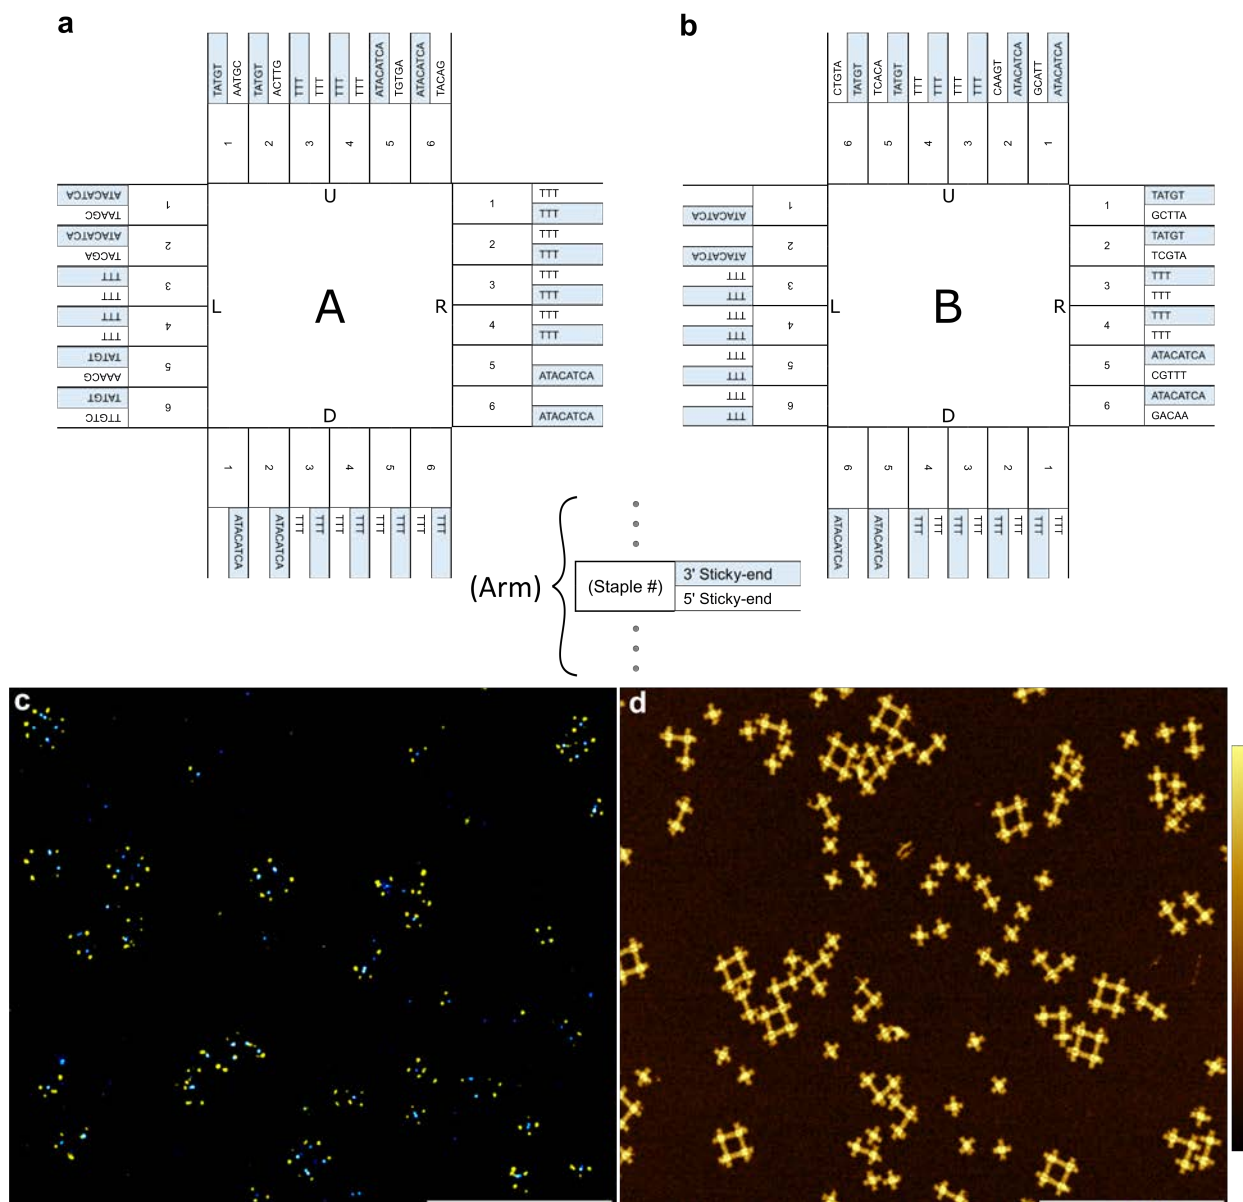 a
TATGT
AATGC
TATGT
ACTTG
TTT
TTT
TTT
TTT
ATACATCA
TGTGA
ATACATCA
TACAG
1
2
3
4
5
6
U
ATACATCA
TAAGC
1
ATACATCA
TACGA
2
TTT
TTT
3
TTT
TTT
4
TATGT
AAACG
5
TATGT
TTGTC
6
L
A
R
1
TTT
TTT
2
TTT
TTT
3
TTT
TTT
4
TTT
TTT
5
ATACATCA
6
ATACATCA
D
1
2
3
4
5
6
ATACATCA
ATACATCA
TTT
TTT
TTT
TTT
TTT
TTT
TTT
TTT
b
CTGTA
TATGT
TCACA
TATGT
TTT
TTT
TTT
TTT
CAAGT
ATACATCA
GCATT
ATACATCA
6
5
4
3
2
1
U
1
ATACATCA
2
ATACATCA
TTT
TTT
3
TTT
TTT
4
TTT
TTT
5
TTT
TTT
6
L
B
R
1
TATGT
GCTTA
2
TATGT
TCGTA
3
TTT
TTT
4
TTT
TTT
5
ATACATCA
CGTTT
6
ATACATCA
GACAA
D
6
5
4
3
2
1
ATACATCA
ATACATCA
TTT
TTT
TTT
TTT
TTT
TTT
TTT
TTT
(Arm)
(Staple #)
3' Sticky-end
5' Sticky-end
c
d